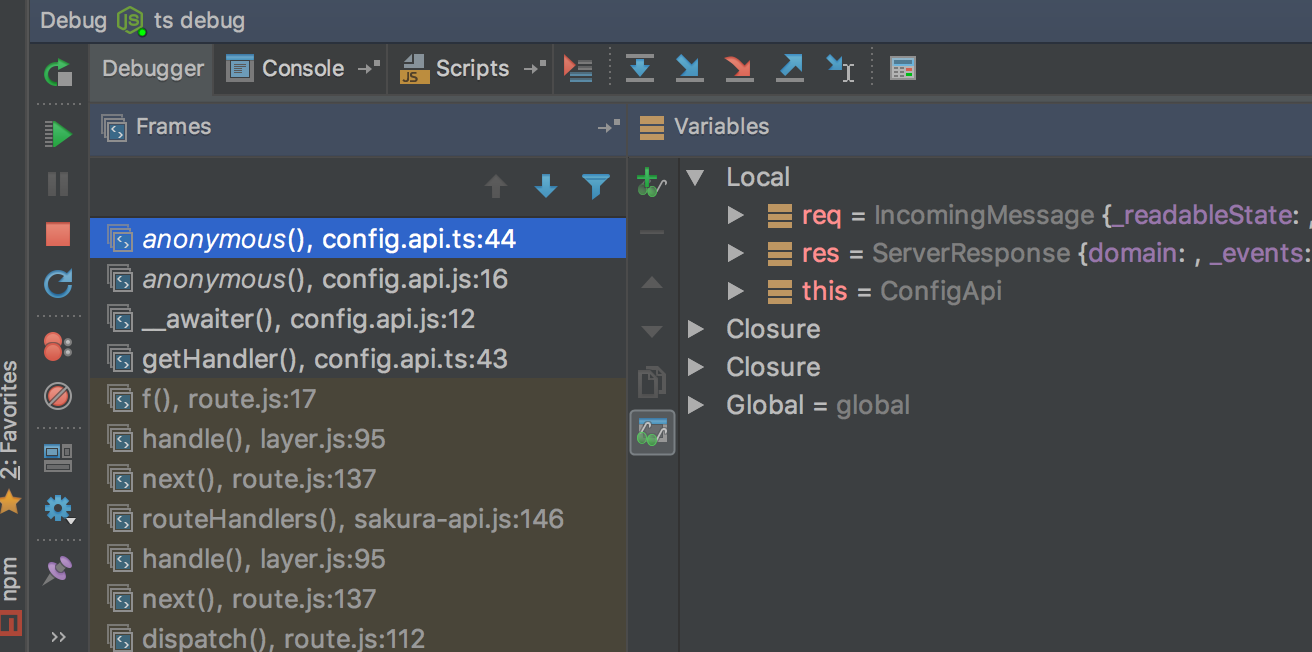 Debug JS ts debug
Debugger Console JS Scripts
Frames
Variables
anonymous(), config.api.ts:44
anonymous(), config.api.js:16
__awaiter(), config.api.js:12
getHandler(), config.api.ts:43
f(), route.js:17
handle(), layer.js:95
next(), route.js:137
routeHandlers(), sakura-api.js:146
handle(), layer.js:95
next(), route.js:137
dispatch(), route.js:112
Local
req = IncomingMessage {_readableState: ,
res = ServerResponse {domain: , _events:
this = ConfigApi
Closure
Closure
Global = global
2: Favorites
npm